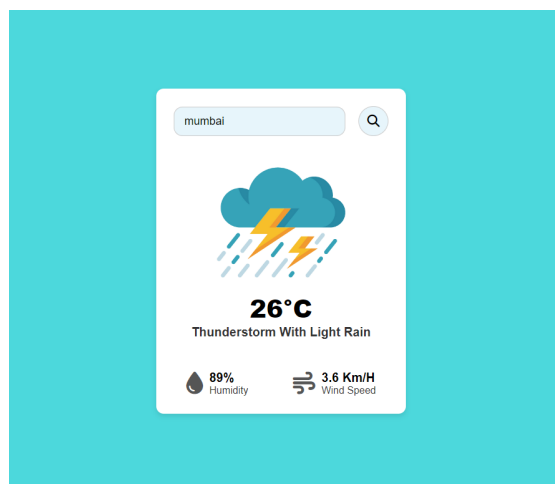 mumbai
26°C
Thunderstorm With Light Rain
89%
Humidity
3.6 Km/H
Wind Speed